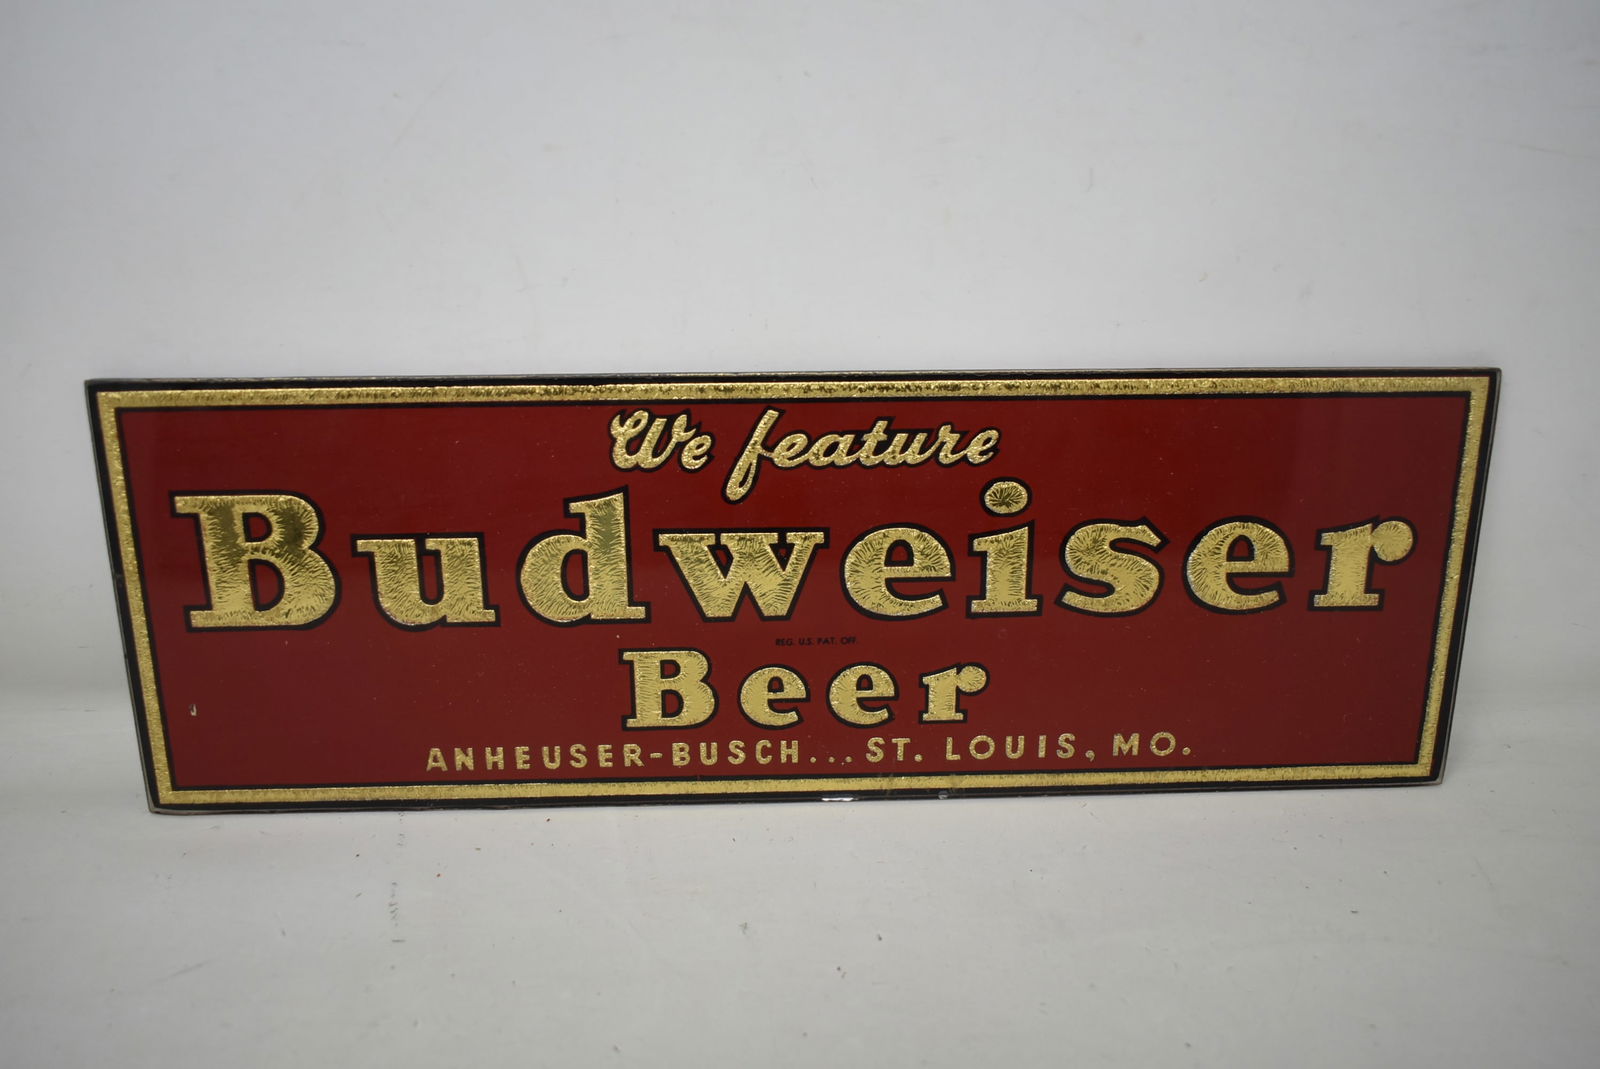 We feature
Budweiser
REG. U.S. PAT. OFF.
Beer
ANHEUSER-BUSCH...ST. LOUIS, MO.